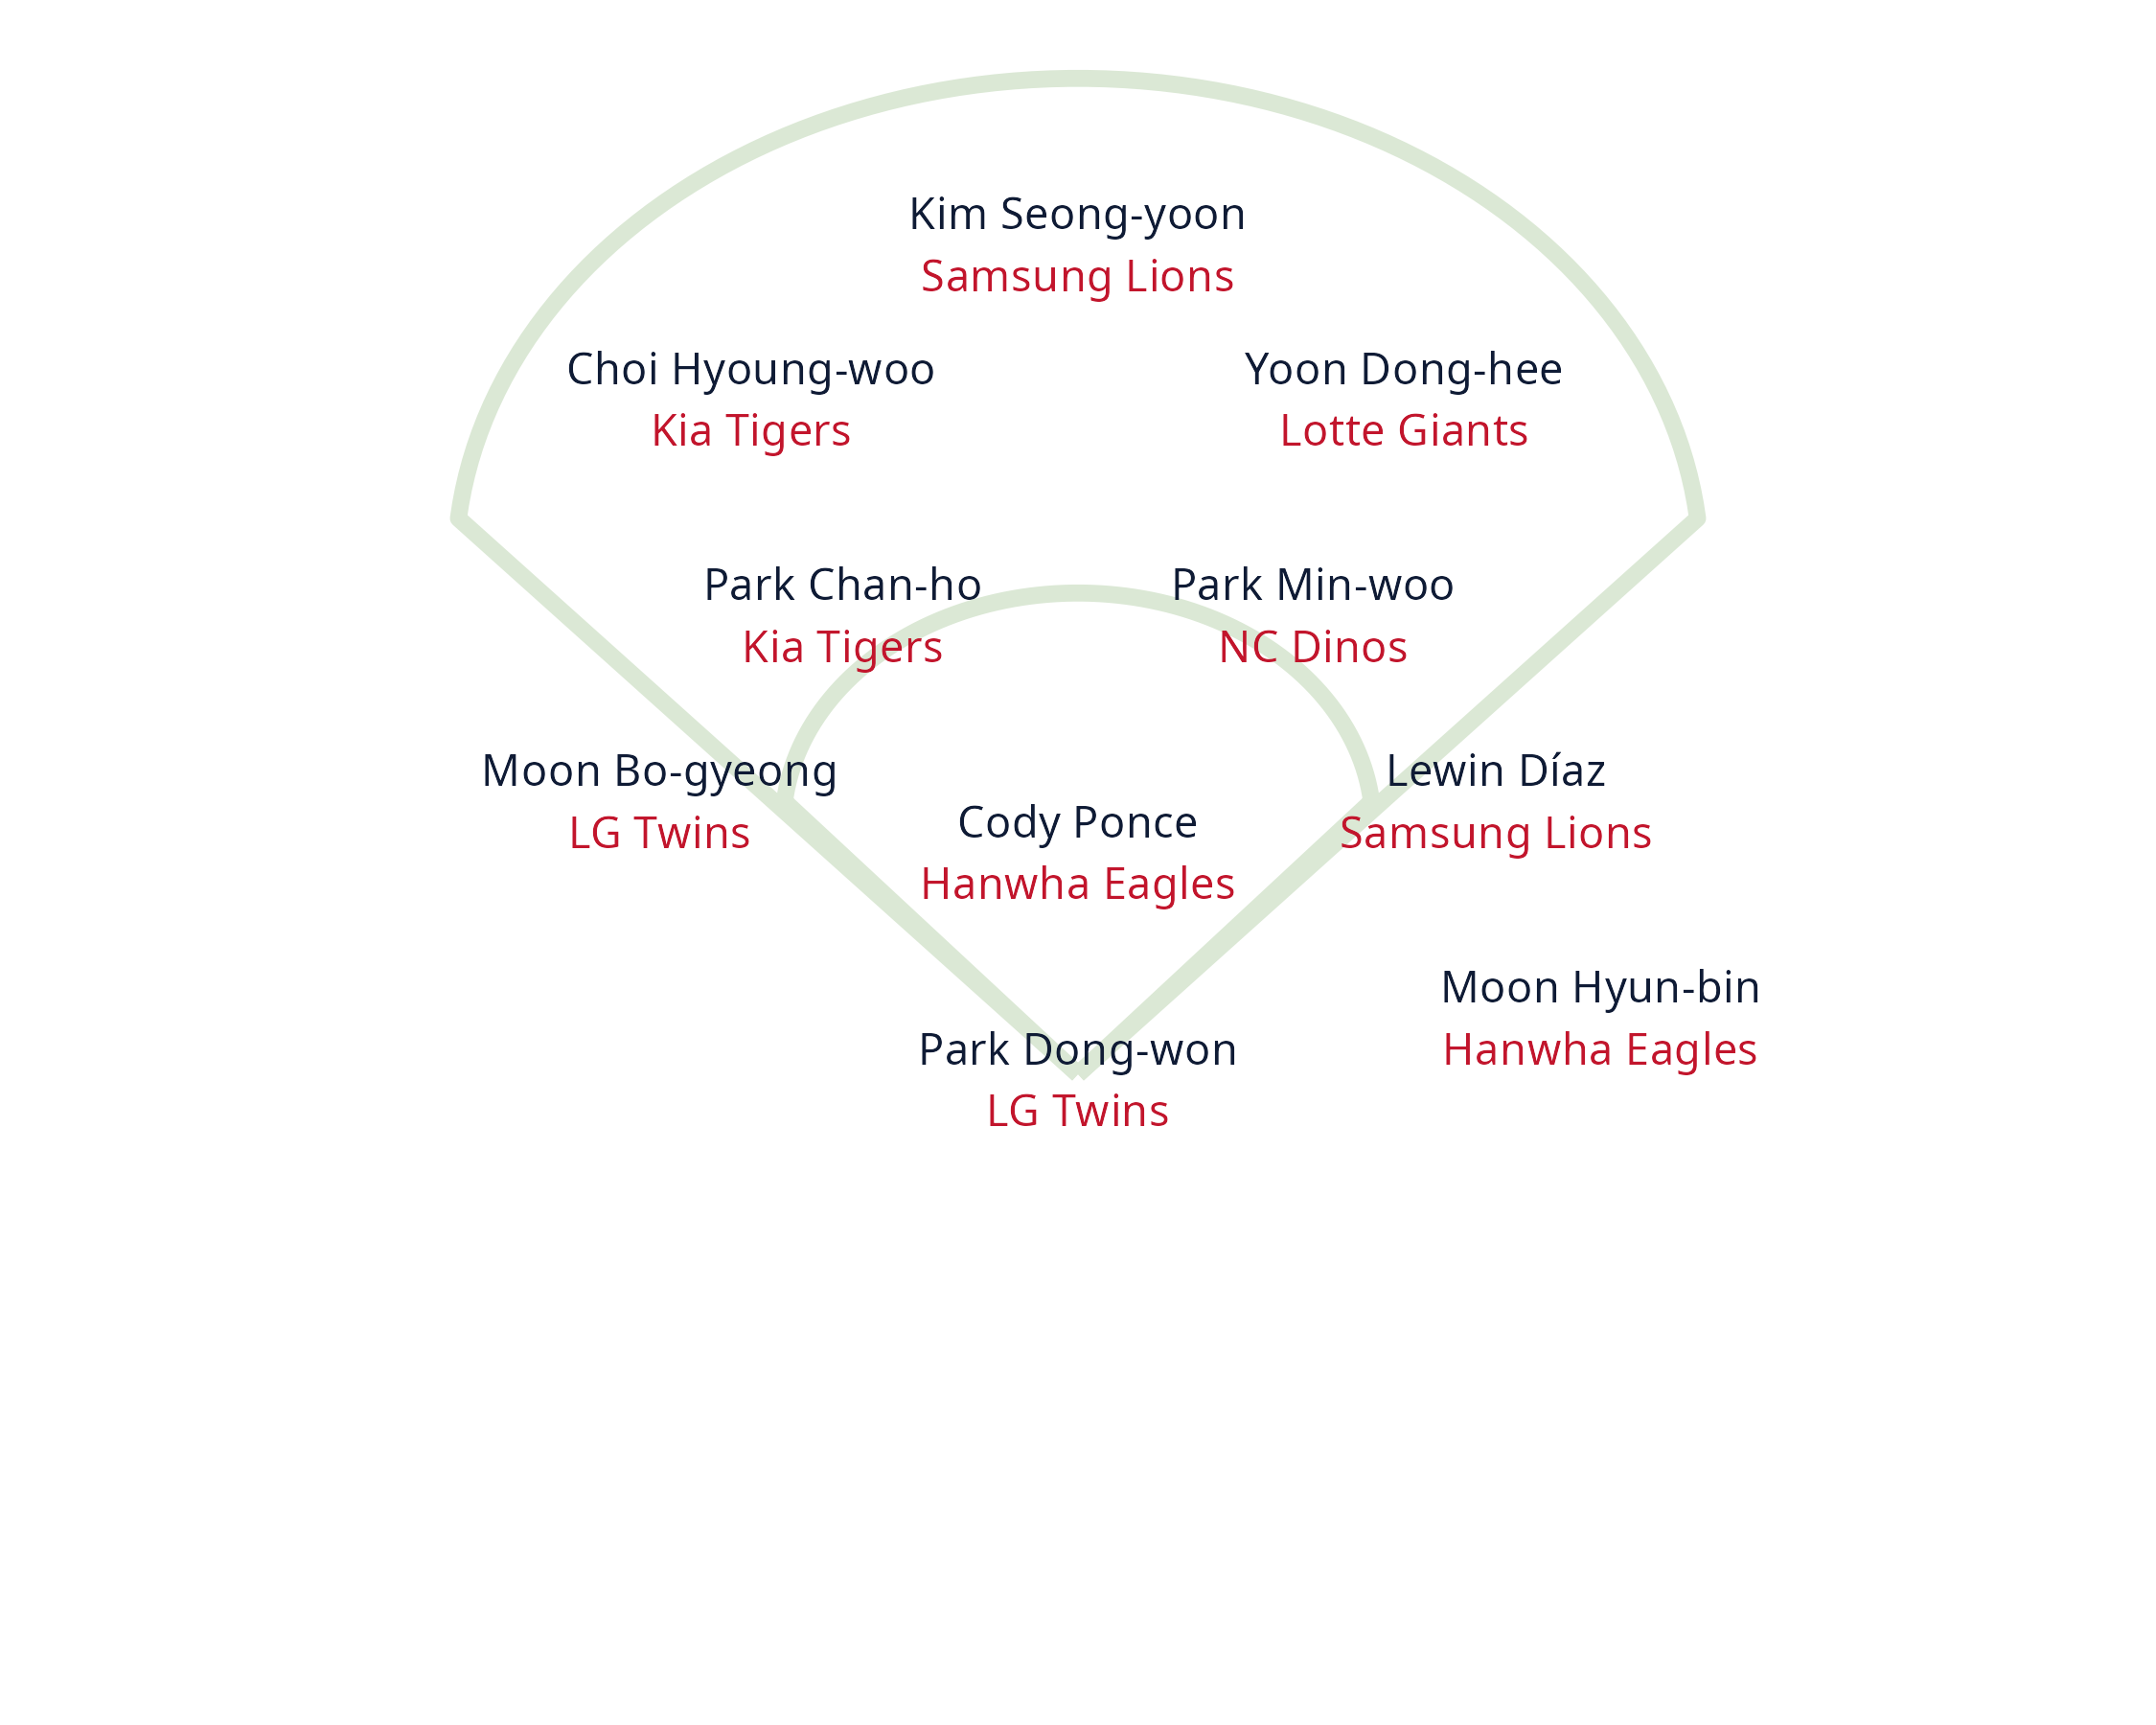 Kim Seong-yoon
Samsung Lions
Choi Hyoung-woo
Kia Tigers
Yoon Dong-hee
Lotte Giants
Park Chan-ho
Kia Tigers
Park Min-woo
NC Dinos
Moon Bo-gyeong
LG Twins
Cody Ponce
Hanwha Eagles
Lewin Díaz
Samsung Lions
Park Dong-won
LG Twins
Moon Hyun-bin
Hanwha Eagles